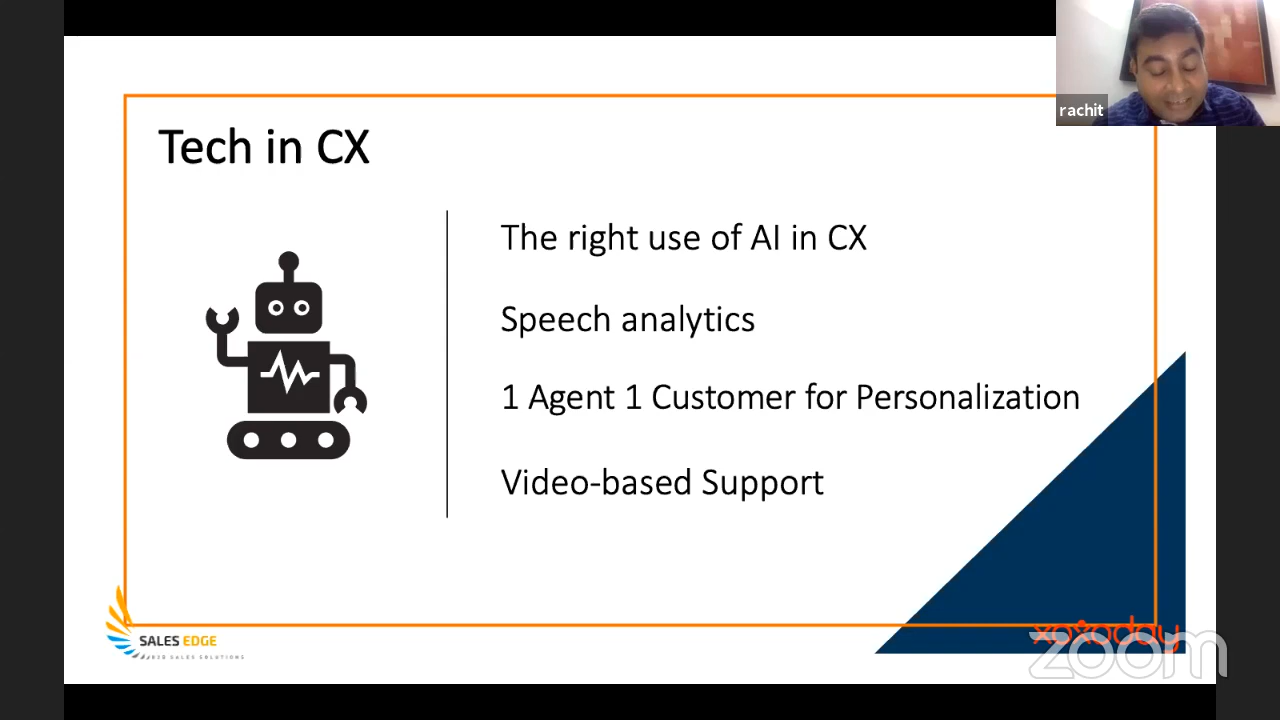 rachit
Tech in CX
The right use of AI in CX
Speech analytics
1 Agent 1 Customer for Personalization
Video-based Support
SALES EDGE
B2B SALES SOLUTIONS
xoxoday
zoom